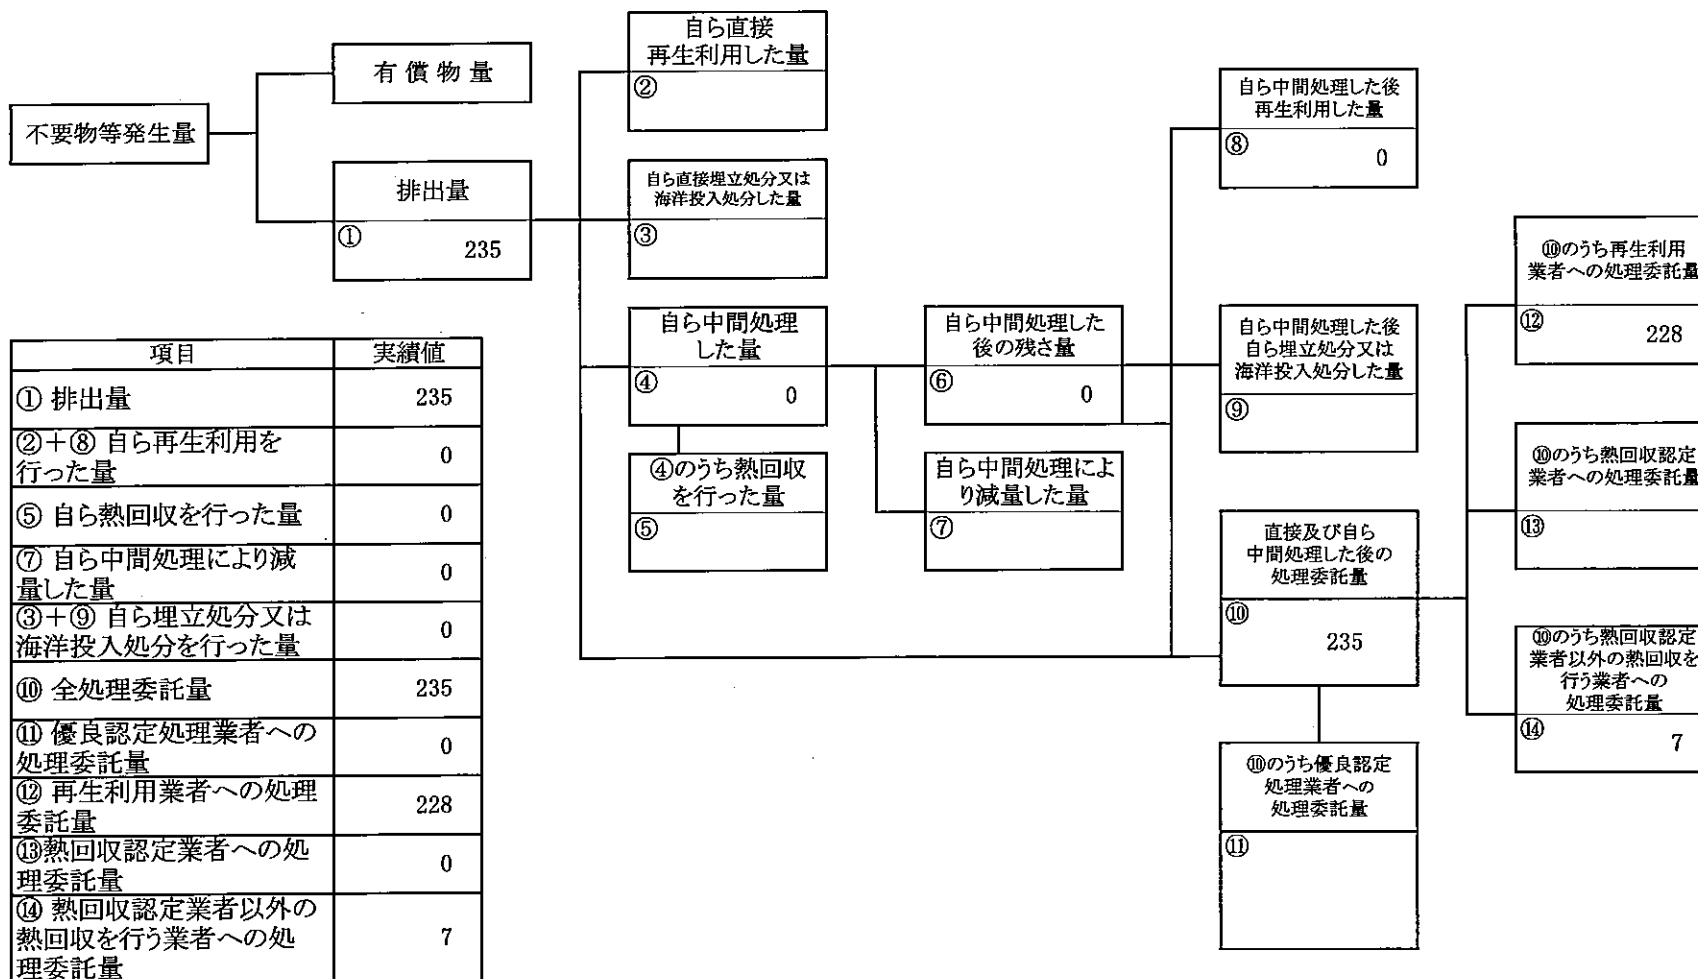 不要物等発生量
有償物量
排出量
①
235
自ら直接
再生利用した量
②
自ら直接埋立処分又は
海洋投入処分した量
③
自ら中間処理
した量
④
0
④のうち熱回収
を行った量
⑤
自ら中間処理した
後の残さ量
⑥
0
自ら中間処理によ
り減量した量
⑦
自ら中間処理した後
再生利用した量
⑧
0
自ら中間処理した後
自ら埋立処分又は
海洋投入処分した量
⑨
直接及び自ら
中間処理した後の
処理委託量
⑩
235
⑩のうち優良認定
処理業者への
処理委託量
⑪
⑩のうち再生利用
業者への処理委託量
⑫
228
⑩のうち熱回収認定
業者への処理委託量
⑬
⑩のうち熱回収認定
業者以外の熱回収を
行う業者への
処理委託量
⑭
7
項目 実績値
① 排出量 235
②＋⑧ 自ら再生利用を
行った量 0
⑤ 自ら熱回収を行った量 0
⑦ 自ら中間処理により減
量した量 0
③＋⑨ 自ら埋立処分又は
海洋投入処分を行った量 0
⑩ 全処理委託量 235
⑪ 優良認定処理業者への
処理委託量 0
⑫ 再生利用業者への処理
委託量 228
⑬熱回収認定業者への処
理委託量 0
⑭ 熱回収認定業者以外の
熱回収を行う業者への処
理委託量 7